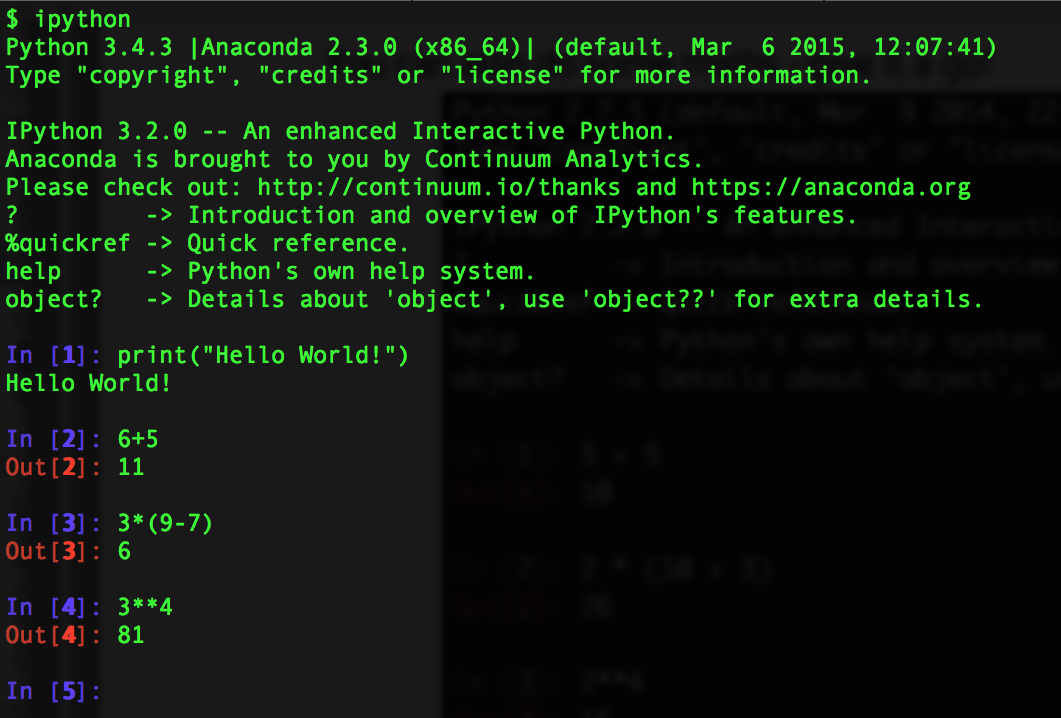 $ ipython
Python 3.4.3 |Anaconda 2.3.0 (x86_64)| (default, Mar  6 2015, 12:07:41)
Type "copyright", "credits" or "license" for more information.

IPython 3.2.0 -- An enhanced Interactive Python.
Anaconda is brought to you by Continuum Analytics.
Please check out: http://continuum.io/thanks and https://anaconda.org
?         -> Introduction and overview of IPython's features.
%quickref -> Quick reference.
help      -> Python's own help system.
object?   -> Details about 'object', use 'object??' for extra details.

In [1]: print("Hello World!")
Hello World!

In [2]: 6+5
Out[2]: 11

In [3]: 3*(9-7)
Out[3]: 6

In [4]: 3**4
Out[4]: 81

In [5]: